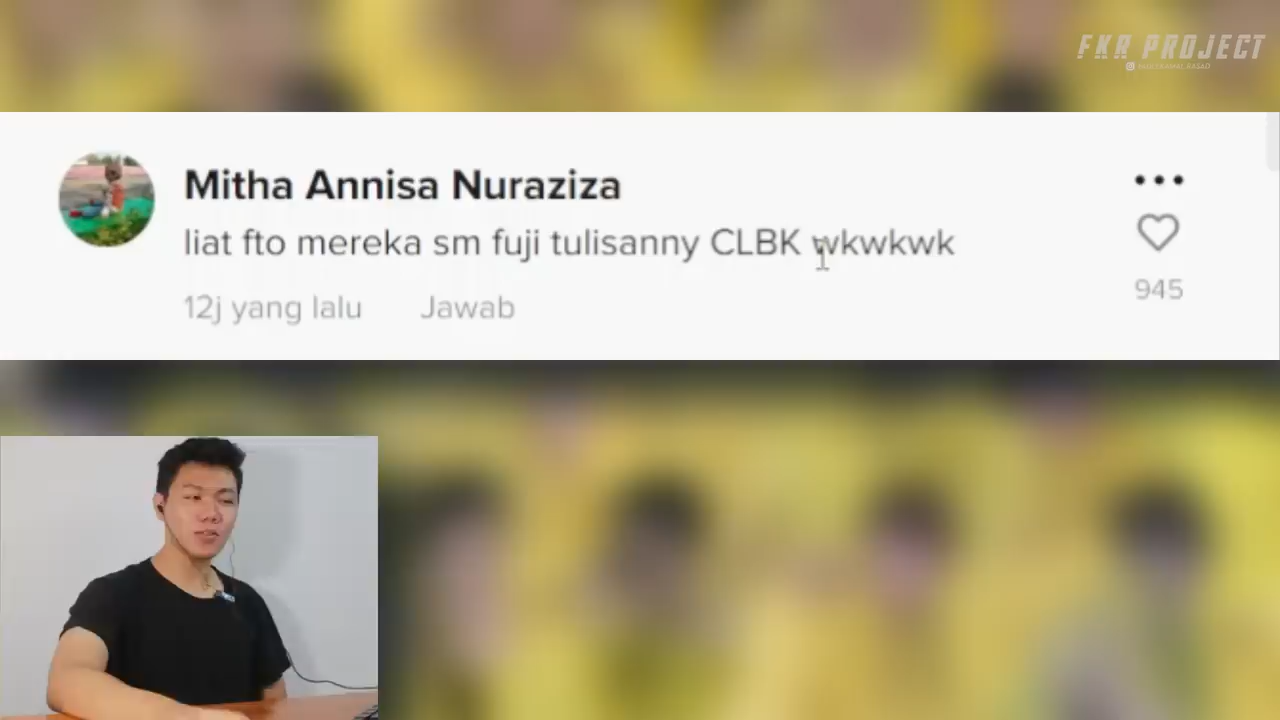 FKR PROJECT
Mitha Annisa Nuraziza
liat fto mereka sm fuji tulisanny CLBK wkwkwk
12j yang lalu Jawab
945